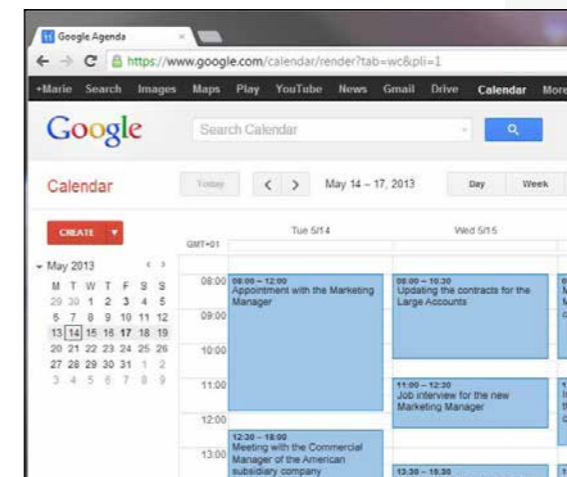 Google Agenda
https://www.google.com/calendar/render?tab=wc&pli=1
+Marie Search Images Maps Play YouTube News Gmail Drive Calendar More
Google Search Calendar
Calendar Today May 14 – 17, 2013 Day Week
CREATE
Tue 5/14 Wed 5/15
GMT+01
May 2013
M T W T F S S
29 30 1 2 3 4 5
6 7 8 9 10 11 12
13 14 15 16 17 18 19
20 21 22 23 24 25 26
27 28 29 30 31 1 2
3 4 5 6 7 8 9
08:00
09:00
10:00
11:00
12:00
13:00
08:00 – 12:00
Appointment with the Marketing
Manager
12:30 – 18:00
Meeting with the Commercial
Manager of the American
subsidiary company
08:00 – 10:30
Updating the contracts for the
Large Accounts
11:00 – 12:30
Job interview for the new
Marketing Manager
13:30 – 15:30